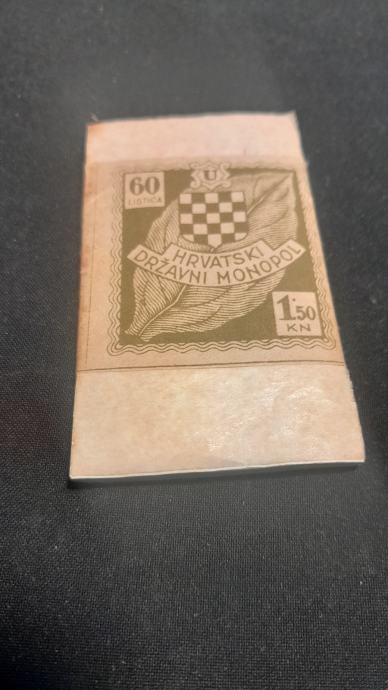 60
LISTIĆA
U
HRVATSKI
DRŽAVNI MONOPOL
1·50
KN